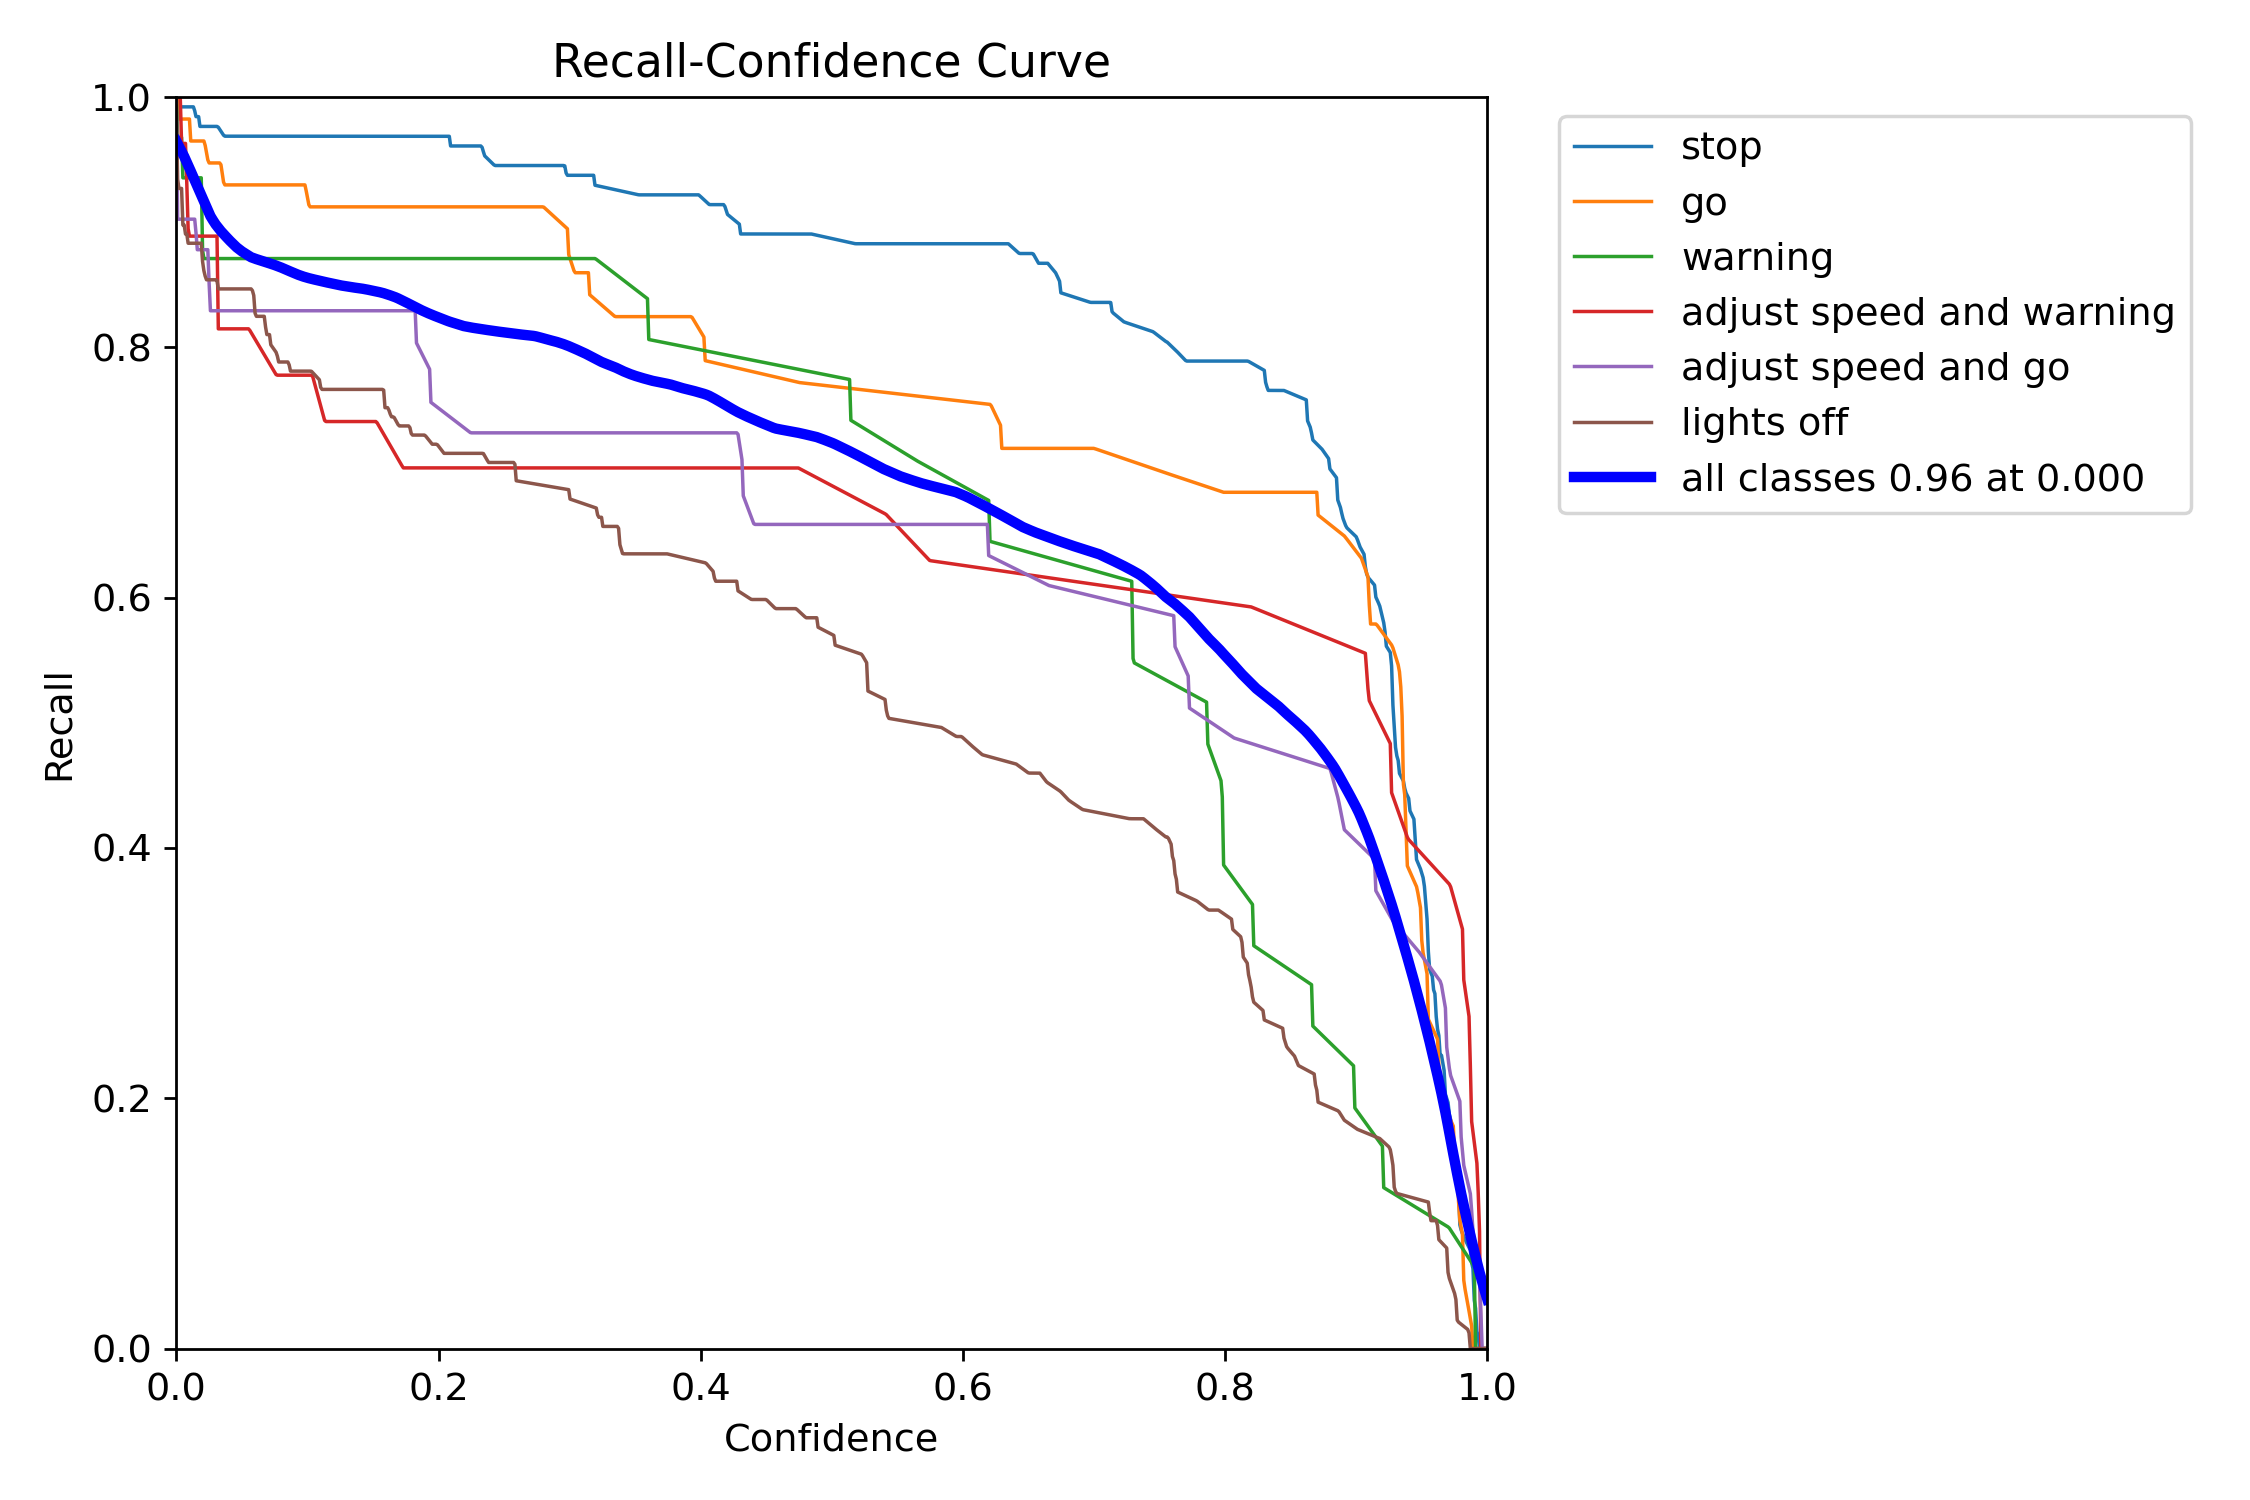 Recall-Confidence Curve
1.0
0.8
0.6
0.4
0.2
0.0
Recall
0.0 0.2 0.4 0.6 0.8 1.0
Confidence
stop
go
warning
adjust speed and warning
adjust speed and go
lights off
all classes 0.96 at 0.000